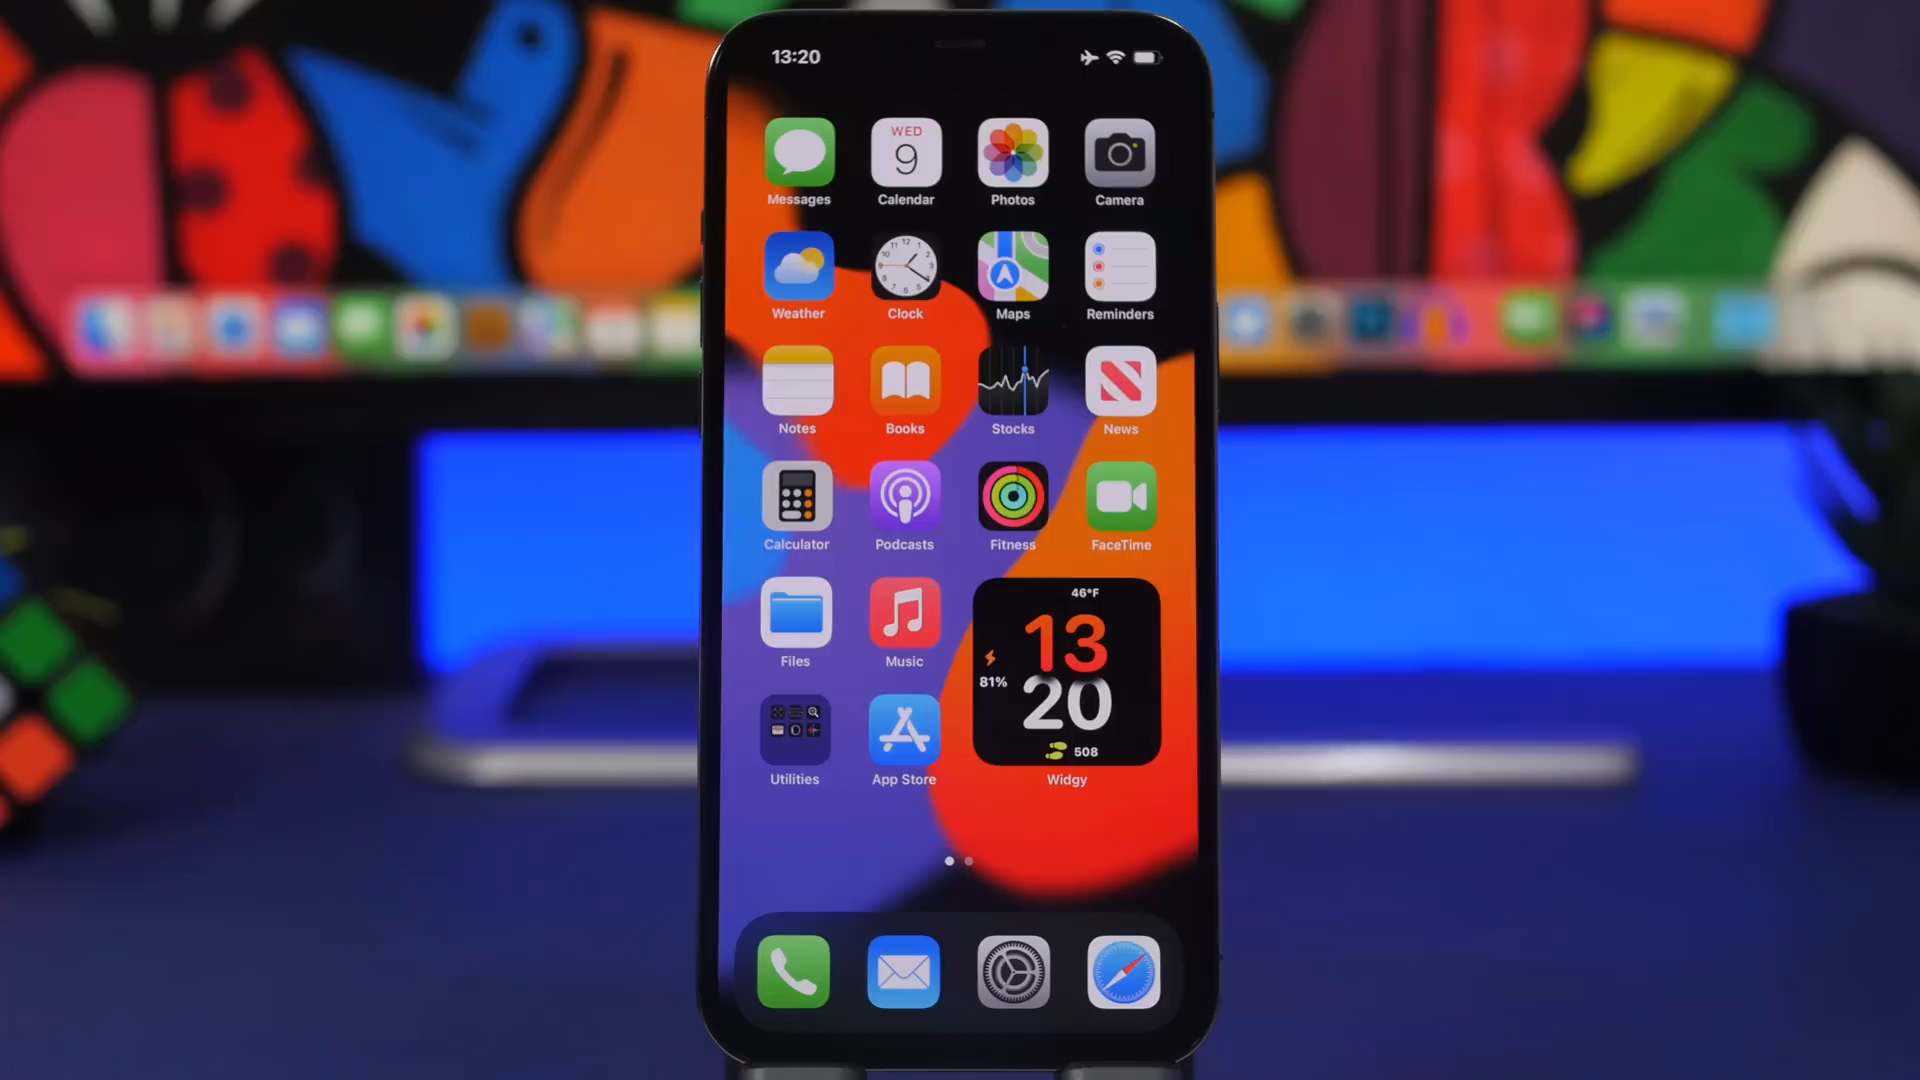 13:20
WED
9
Messages
Calendar
Photos
Camera
Weather
Clock
Maps
Reminders
Notes
Books
Stocks
News
Calculator
Podcasts
Fitness
FaceTime
46°F
13
81%
20
508
Files
Music
Utilities
App Store
Widgy